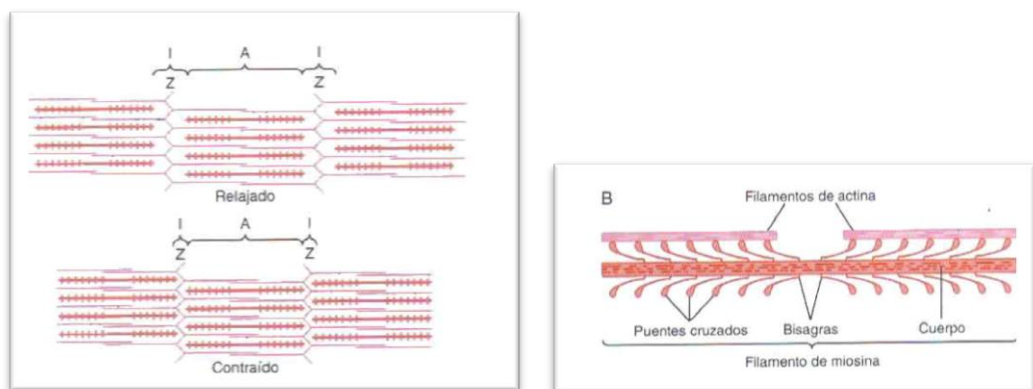 I A I
Z Z
Relajado
I A I
Z Z
Contraído
B
Filamentos de actina
Puentes cruzados Bisagras Cuerpo
Filamento de miosina